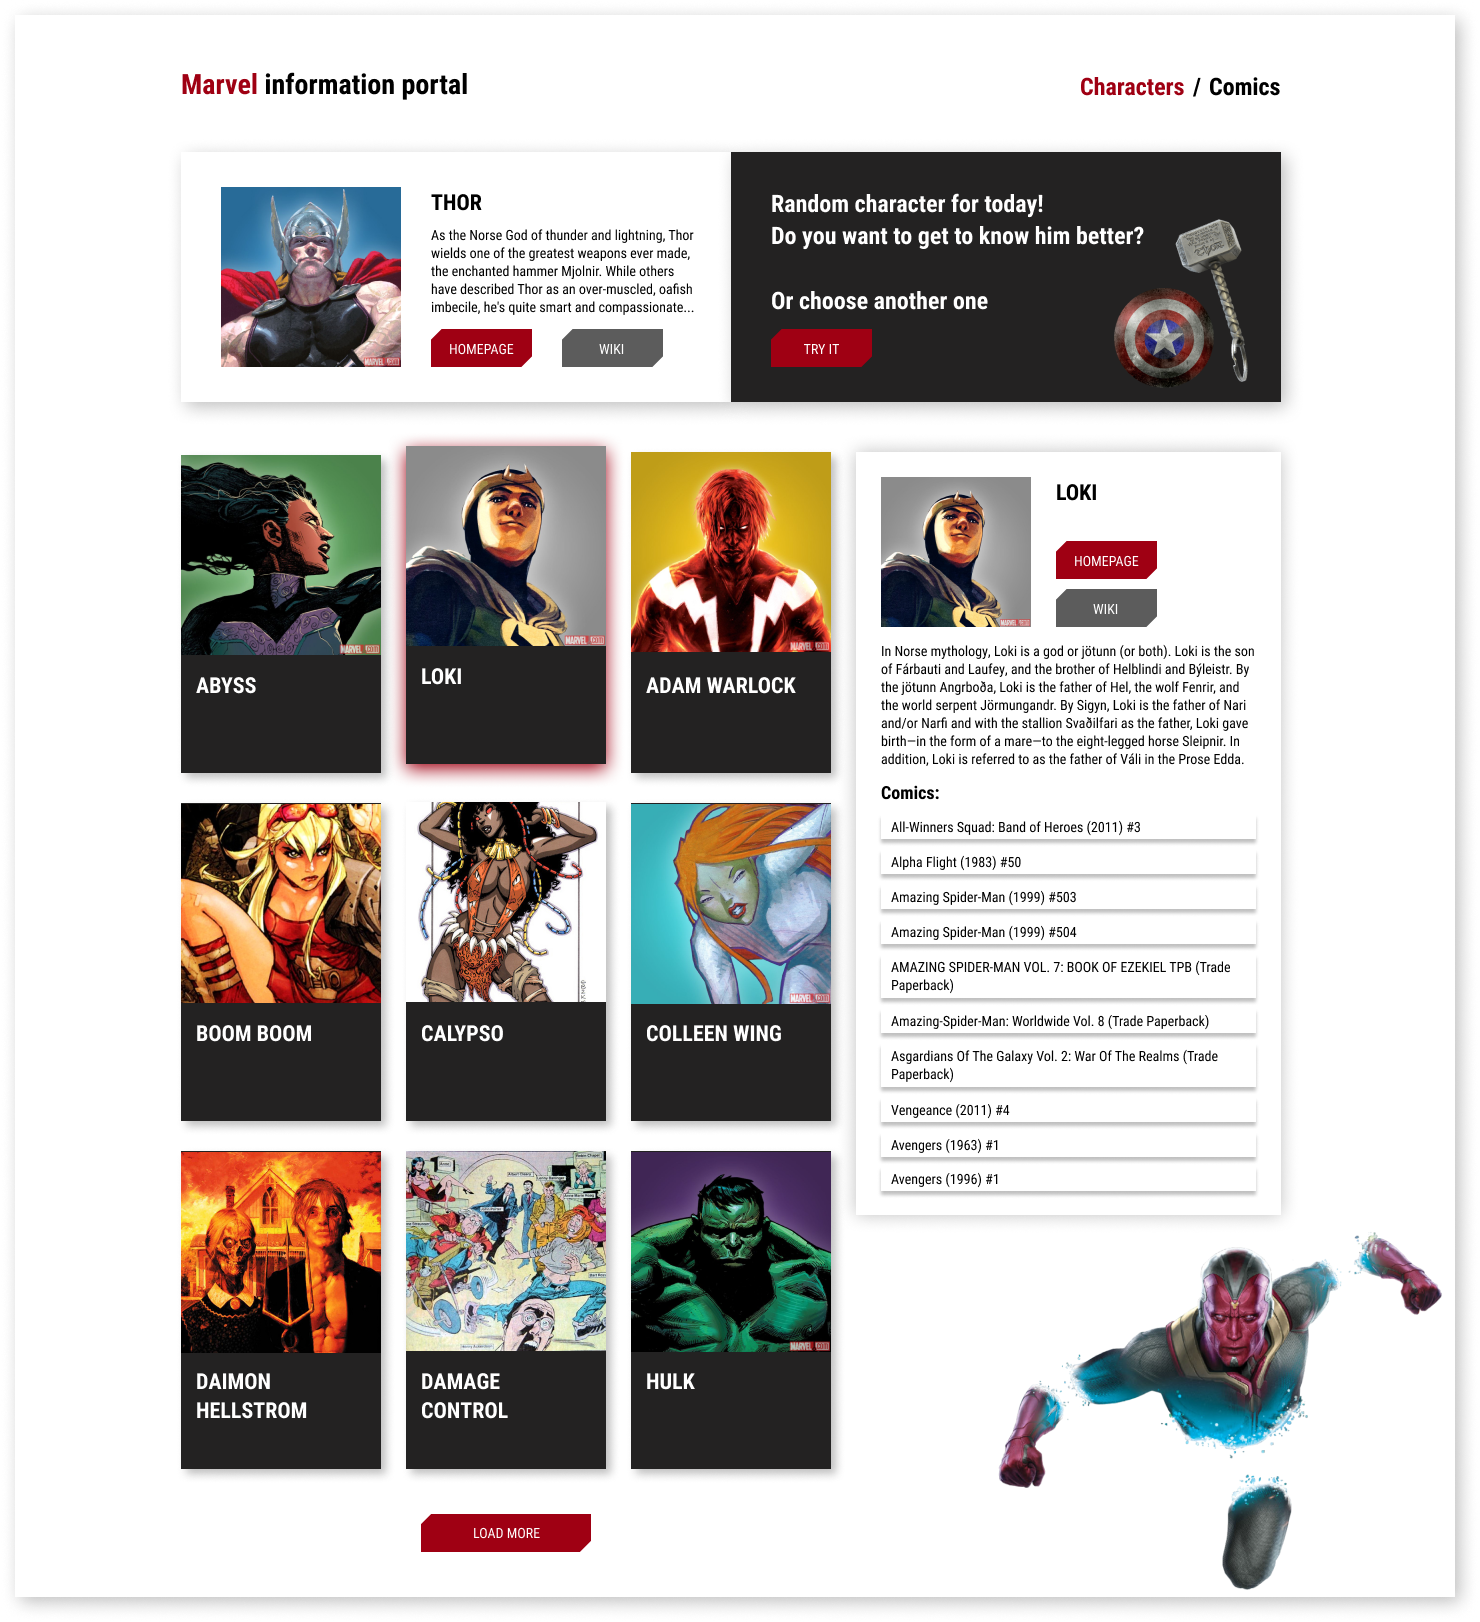 Marvel information portal
Characters / Comics
THOR
As the Norse God of thunder and lightning, Thor
wields one of the greatest weapons ever made,
the enchanted hammer Mjolnir. While others
have described Thor as an over-muscled, oafish
imbecile, he's quite smart and compassionate...
HOMEPAGE
WIKI
Random character for today!
Do you want to get to know him better?
Or choose another one
TRY IT
ABYSS
LOKI
ADAM WARLOCK
BOOM BOOM
CALYPSO
COLLEEN WING
DAIMON
HELLSTROM
DAMAGE
CONTROL
HULK
LOAD MORE
LOKI
HOMEPAGE
WIKI
In Norse mythology, Loki is a god or jötunn (or both). Loki is the son
of Fárbauti and Laufey, and the brother of Helblindi and Býleistr. By
the jötunn Angrboða, Loki is the father of Hel, the wolf Fenrir, and
the world serpent Jörmungandr. By Sigyn, Loki is the father of Nari
and/or Narfi and with the stallion Svaðilfari as the father, Loki gave
birth—in the form of a mare—to the eight-legged horse Sleipnir. In
addition, Loki is referred to as the father of Váli in the Prose Edda.
Comics:
All-Winners Squad: Band of Heroes (2011) #3
Alpha Flight (1983) #50
Amazing Spider-Man (1999) #503
Amazing Spider-Man (1999) #504
AMAZING SPIDER-MAN VOL. 7: BOOK OF EZEKIEL TPB (Trade
Paperback)
Amazing-Spider-Man: Worldwide Vol. 8 (Trade Paperback)
Asgardians Of The Galaxy Vol. 2: War Of The Realms (Trade
Paperback)
Vengeance (2011) #4
Avengers (1963) #1
Avengers (1996) #1